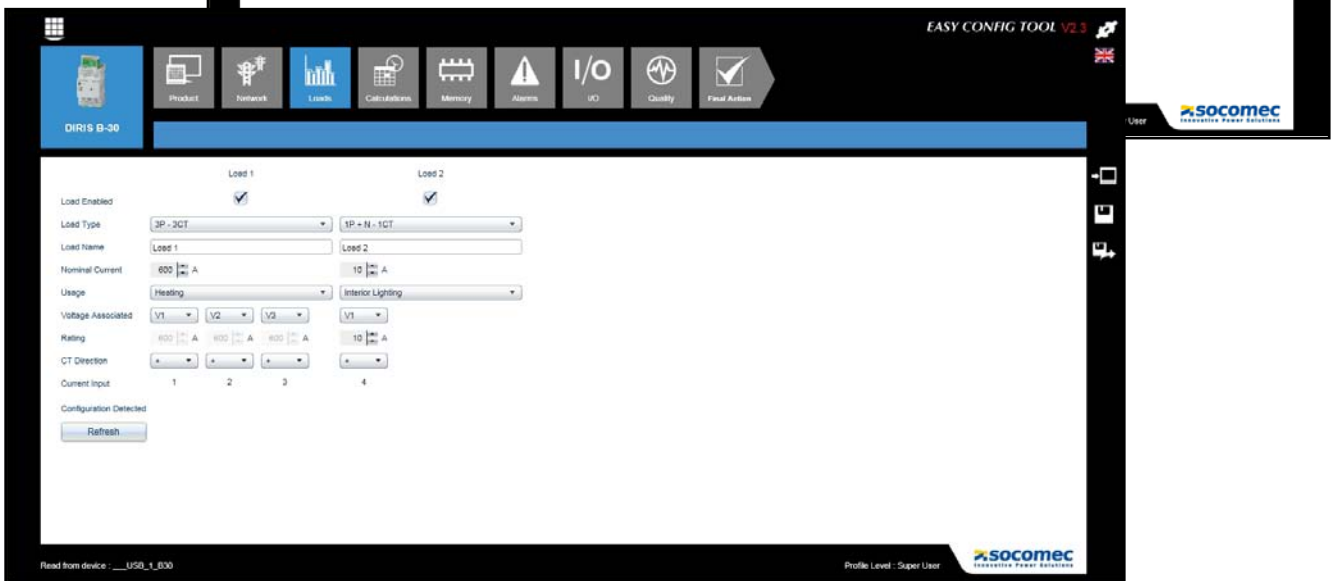 EASY CONFIG TOOL V2.3
Product Network Loads Calculations Memory Alarms I/O I/O Quality Final Action
DIRIS B-30
User
socomec
Innovative Power Solutions
Load 1 Load 2
Load Enabled
Load Type 3P - 3CT 1P + N - 1CT
Load Name Load 1 Load 2
Nominal Current 600 A 10 A
Usage Heating Interior Lighting
Voltage Associated V1 V2 V3 V1
Rating 600 A 600 A 600 A 10 A
CT Direction + + + +
Current Input 1 2 3 4
Configuration Detected
Refresh
Read from device : ___USB_1_B30 Profile Level : Super User
socomec
Innovative Power Solutions